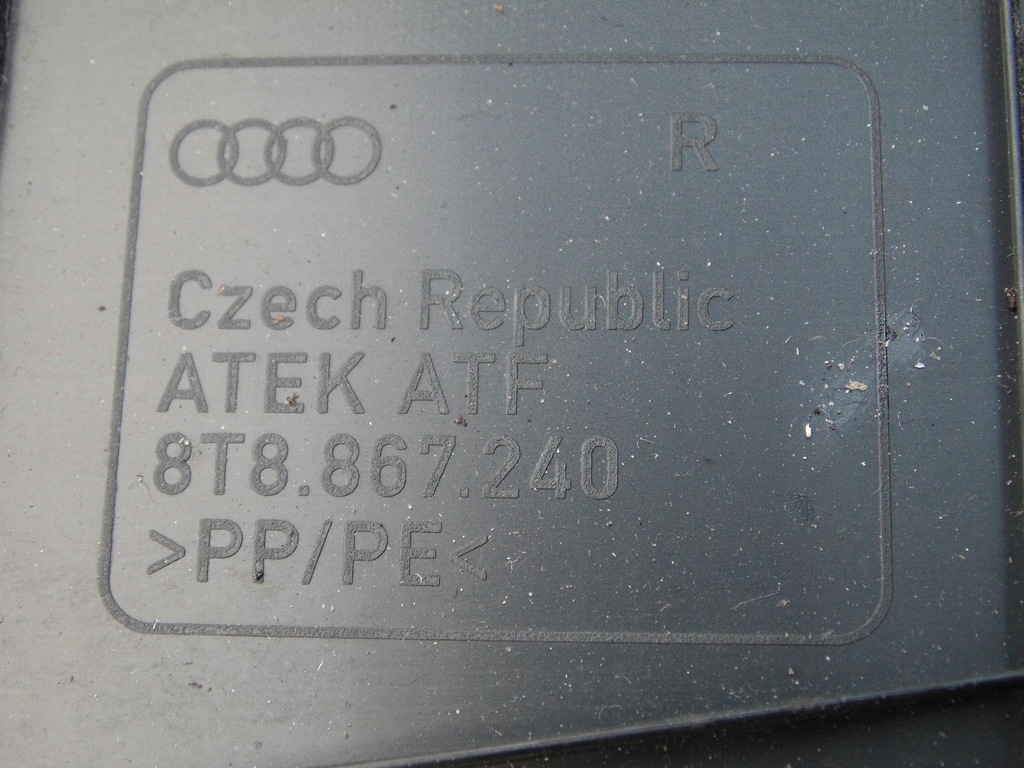 R
Czech Republic
ATEK ATF
8T8.867.240
>PP/PE<